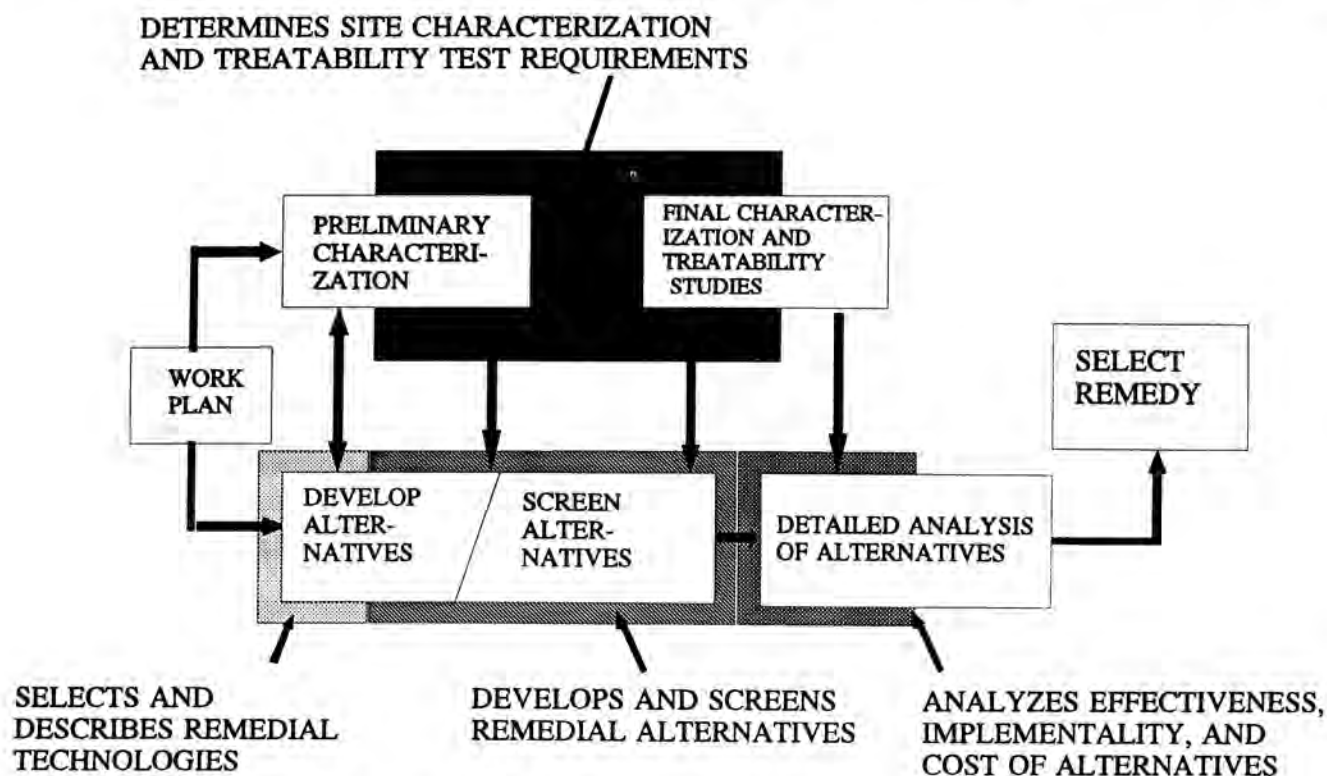 DETERMINES SITE CHARACTERIZATION
AND TREATABILITY TEST REQUIREMENTS
PRELIMINARY
CHARACTERI-
ZATION
FINAL CHARACTER-
IZATION AND
TREATABILITY
STUDIES
WORK
PLAN
SELECT
REMEDY
DEVELOP
ALTER-
NATIVES
SCREEN
ALTER-
NATIVES
DETAILED ANALYSIS
OF ALTERNATIVES
SELECTS AND
DESCRIBES REMEDIAL
TECHNOLOGIES
DEVELOPS AND SCREENS
REMEDIAL ALTERNATIVES
ANALYZES EFFECTIVENESS,
IMPLEMENTALITY, AND
COST OF ALTERNATIVES